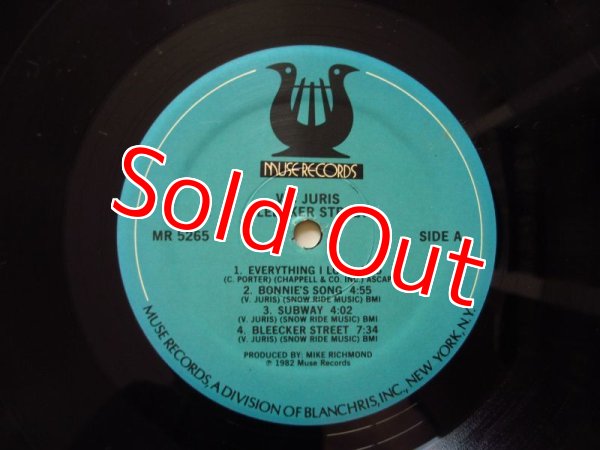 MUSE RECORDS
JURIS
STREET
MR 5265
SIDE A
Sold Out
1. EVERYTHING I
(C. PORTER) (CHAPPELL & CO. INC.) ASCAP
2. BONNIE'S SONG 4:55
(V. JURIS) (SNOW RIDE MUSIC) BMI
3. SUBWAY 4:02
(V. JURIS) (SNOW RIDE MUSIC) BMI
4. BLEECKER STREET 7:34
(V. JURIS) (SNOW RIDE MUSIC) BMI
PRODUCED BY: MIKE RICHMOND
℗ 1982 Muse Records
MUSE RECORDS, A DIVISION OF BLANCHRIS, INC., NEW YORK, N.Y.